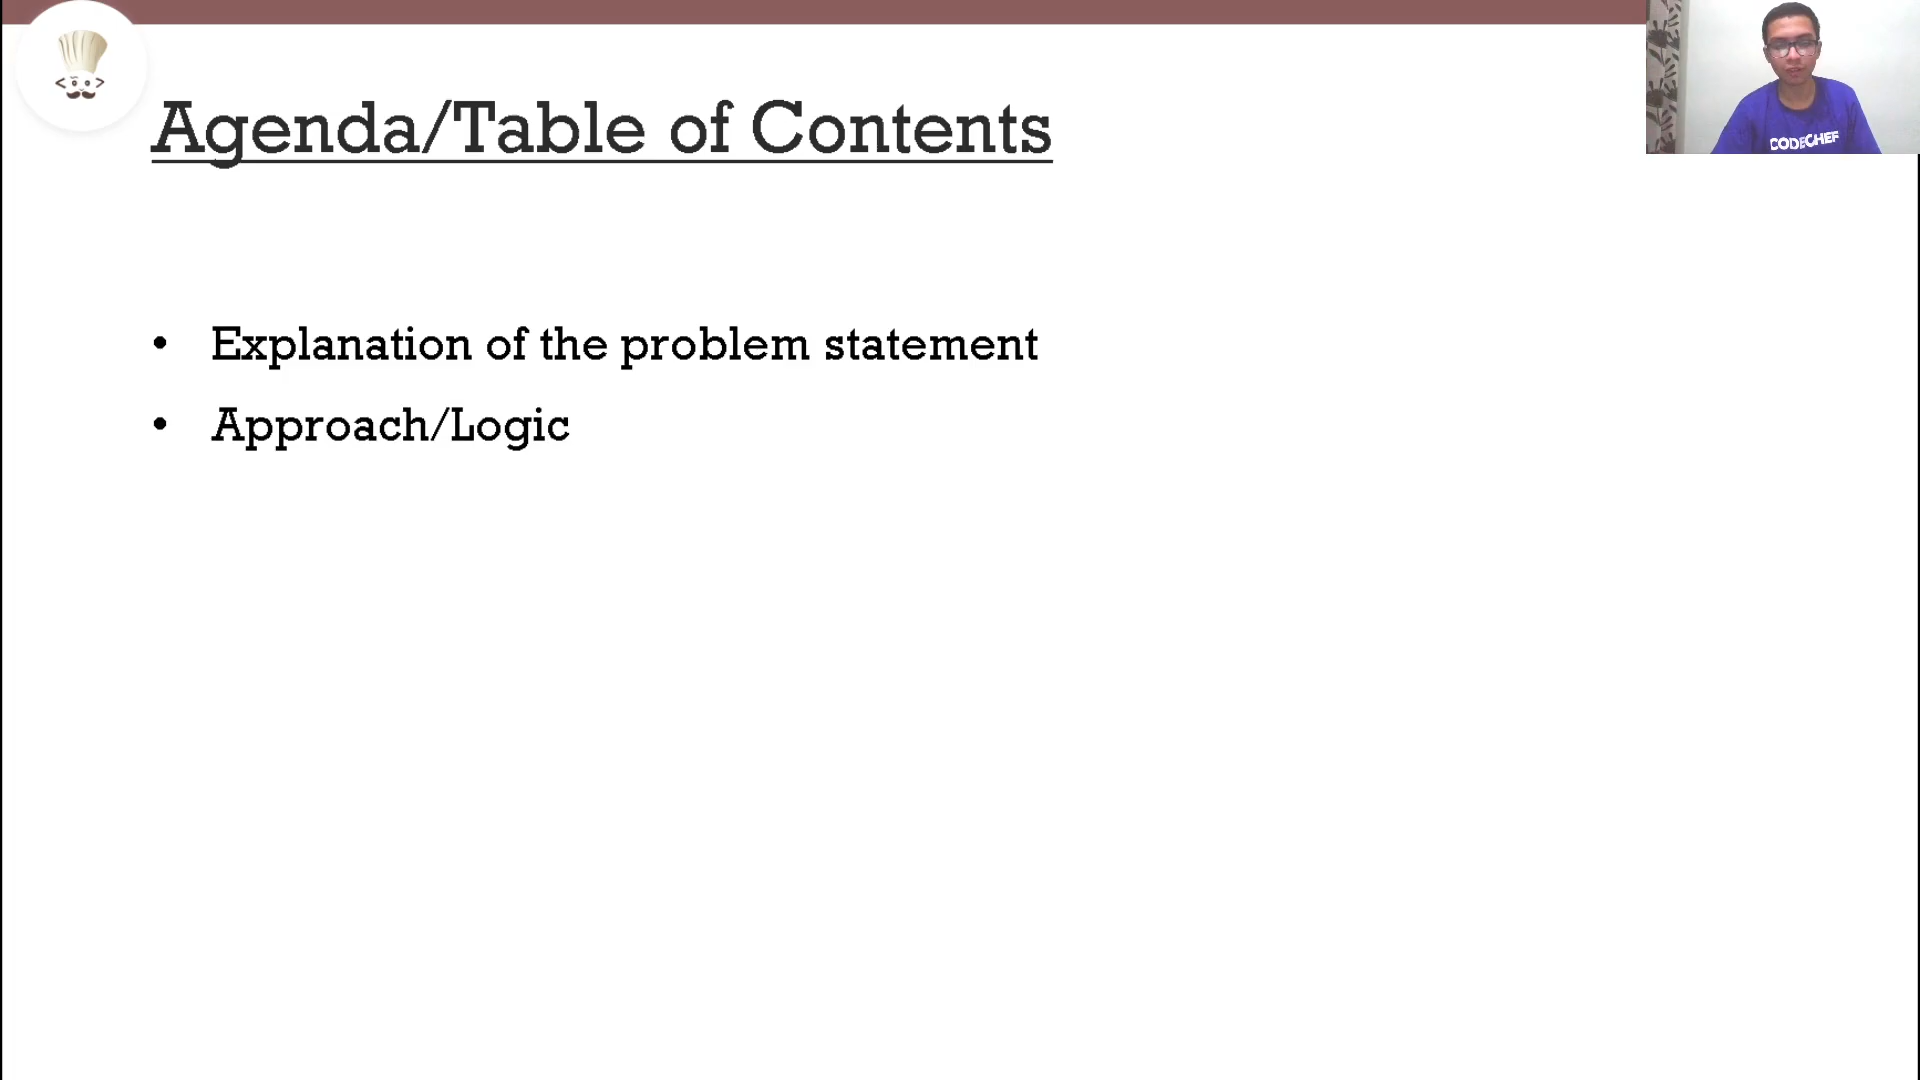 Agenda/Table of Contents
CODECHEF
• Explanation of the problem statement
• Approach/Logic